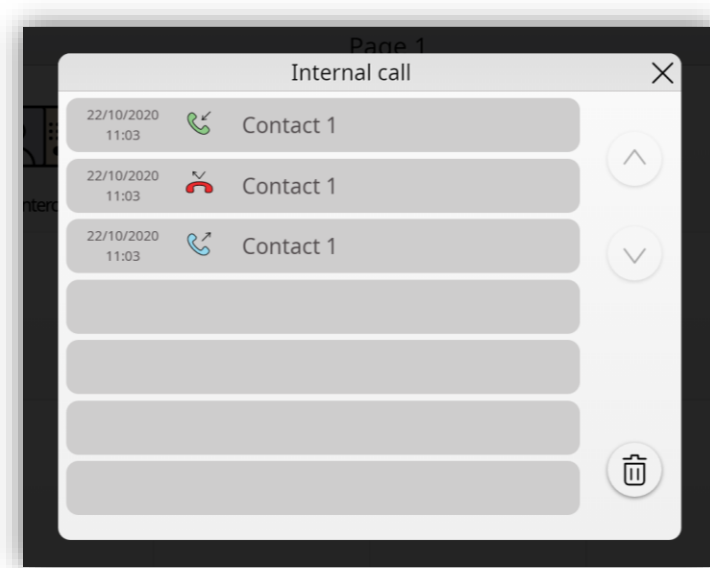 Page 1
Internal call
22/10/2020
11:03
Contact 1
22/10/2020
11:03
Contact 1
22/10/2020
11:03
Contact 1